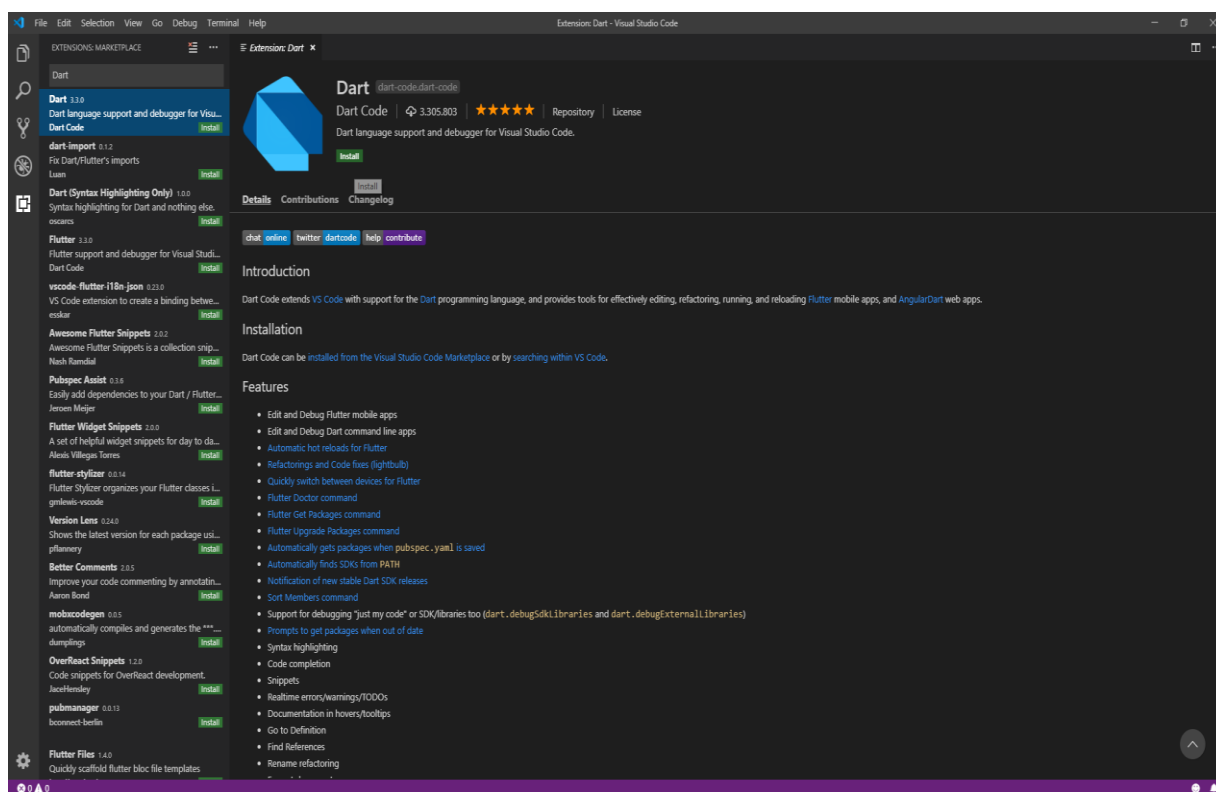 File Edit Selection View Go Debug Terminal Help
Extension: Dart - Visual Studio Code
EXTENSIONS: MARKETPLACE
Dart
Dart 3.3.0
Dart language support and debugger for Visu...
Dart Code Install
dart-import 0.1.2
Fix Dart/Flutter's imports
Luan Install
Dart (Syntax Highlighting Only) 1.0.0
Syntax highlighting for Dart and nothing else.
oscarcs Install
Flutter 3.3.0
Flutter support and debugger for Visual Studi...
Dart Code Install
vscode-flutter-i18n-json 0.23.0
VS Code extension to create a binding betwe...
esskar Install
Awesome Flutter Snippets 2.0.2
Awesome Flutter Snippets is a collection snip...
Nash Ramdial Install
Pubspec Assist 0.3.6
Easily add dependencies to your Dart / Flutter...
Jeroen Meijer Install
Flutter Widget Snippets 2.0.0
A set of helpful widget snippets for day to da...
Alexis Villegas Torres Install
flutter-stylizer 0.0.14
Flutter Stylizer organizes your Flutter classes i...
gmlewis-vscode Install
Version Lens 0.24.0
Shows the latest version for each package usi...
pflannery Install
Better Comments 2.0.5
Improve your code commenting by annotatin...
Aaron Bond Install
mobxcodegen 0.0.5
automatically compiles and generates the ***....
dumplings Install
OverReact Snippets 1.2.0
Code snippets for OverReact development.
JaceHensley Install
pubmanager 0.0.13
bconnect-berlin Install
Flutter Files 1.4.0
Quickly scaffold flutter bloc file templates
0 0
Extension: Dart
Dart dart-code.dart-code
Dart Code 3.305.803 Repository License
Dart language support and debugger for Visual Studio Code.
Install
Install
Details Contributions Changelog
chat online twitter dartcode help contribute
Introduction
Dart Code extends VS Code with support for the Dart programming language, and provides tools for effectively editing, refactoring, running, and reloading Flutter mobile apps, and AngularDart web apps.
Installation
Dart Code can be installed from the Visual Studio Code Marketplace or by searching within VS Code.
Features
• Edit and Debug Flutter mobile apps
• Edit and Debug Dart command line apps
• Automatic hot reloads for Flutter
• Refactorings and Code fixes (lightbulb)
• Quickly switch between devices for Flutter
• Flutter Doctor command
• Flutter Get Packages command
• Flutter Upgrade Packages command
• Automatically gets packages when pubspec.yaml is saved
• Automatically finds SDKs from PATH
• Notification of new stable Dart SDK releases
• Sort Members command
• Support for debugging "just my code" or SDK/libraries too (dart.debugSdkLibraries and dart.debugExternalLibraries)
• Prompts to get packages when out of date
• Syntax highlighting
• Code completion
• Snippets
• Realtime errors/warnings/TODOs
• Documentation in hovers/tooltips
• Go to Definition
• Find References
• Rename refactoring